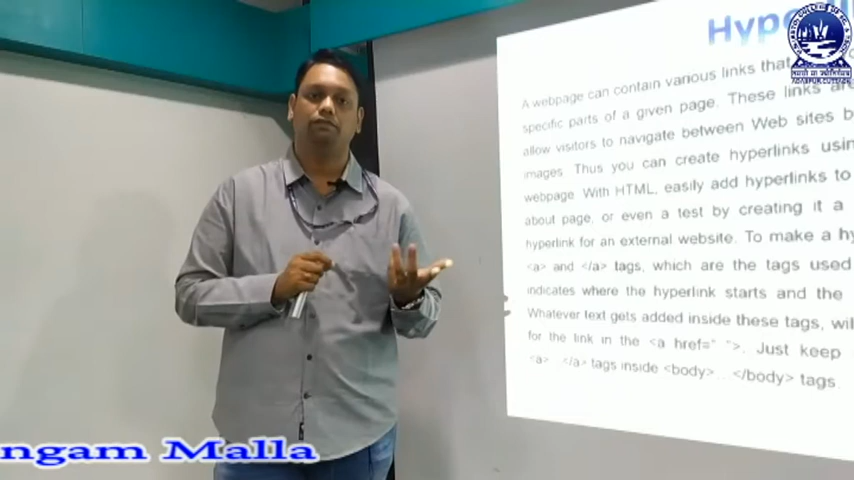 Hype
A webpage can contain various links that
specific parts of a given page. These links are
allow visitors to navigate between Web sites b
images. Thus you can create hyperlinks usin
webpage. With HTML, easily add hyperlinks to
about page, or even a test by creating it a
hyperlink for an external website. To make a hy
<a> and </a> tags, which are the tags used
indicates where the hyperlink starts and the
Whatever text gets added inside these tags, will
for the link in the <a href=" ">. Just keep
<a> .. </a> tags inside <body>... </body> tags.
ngam Malla